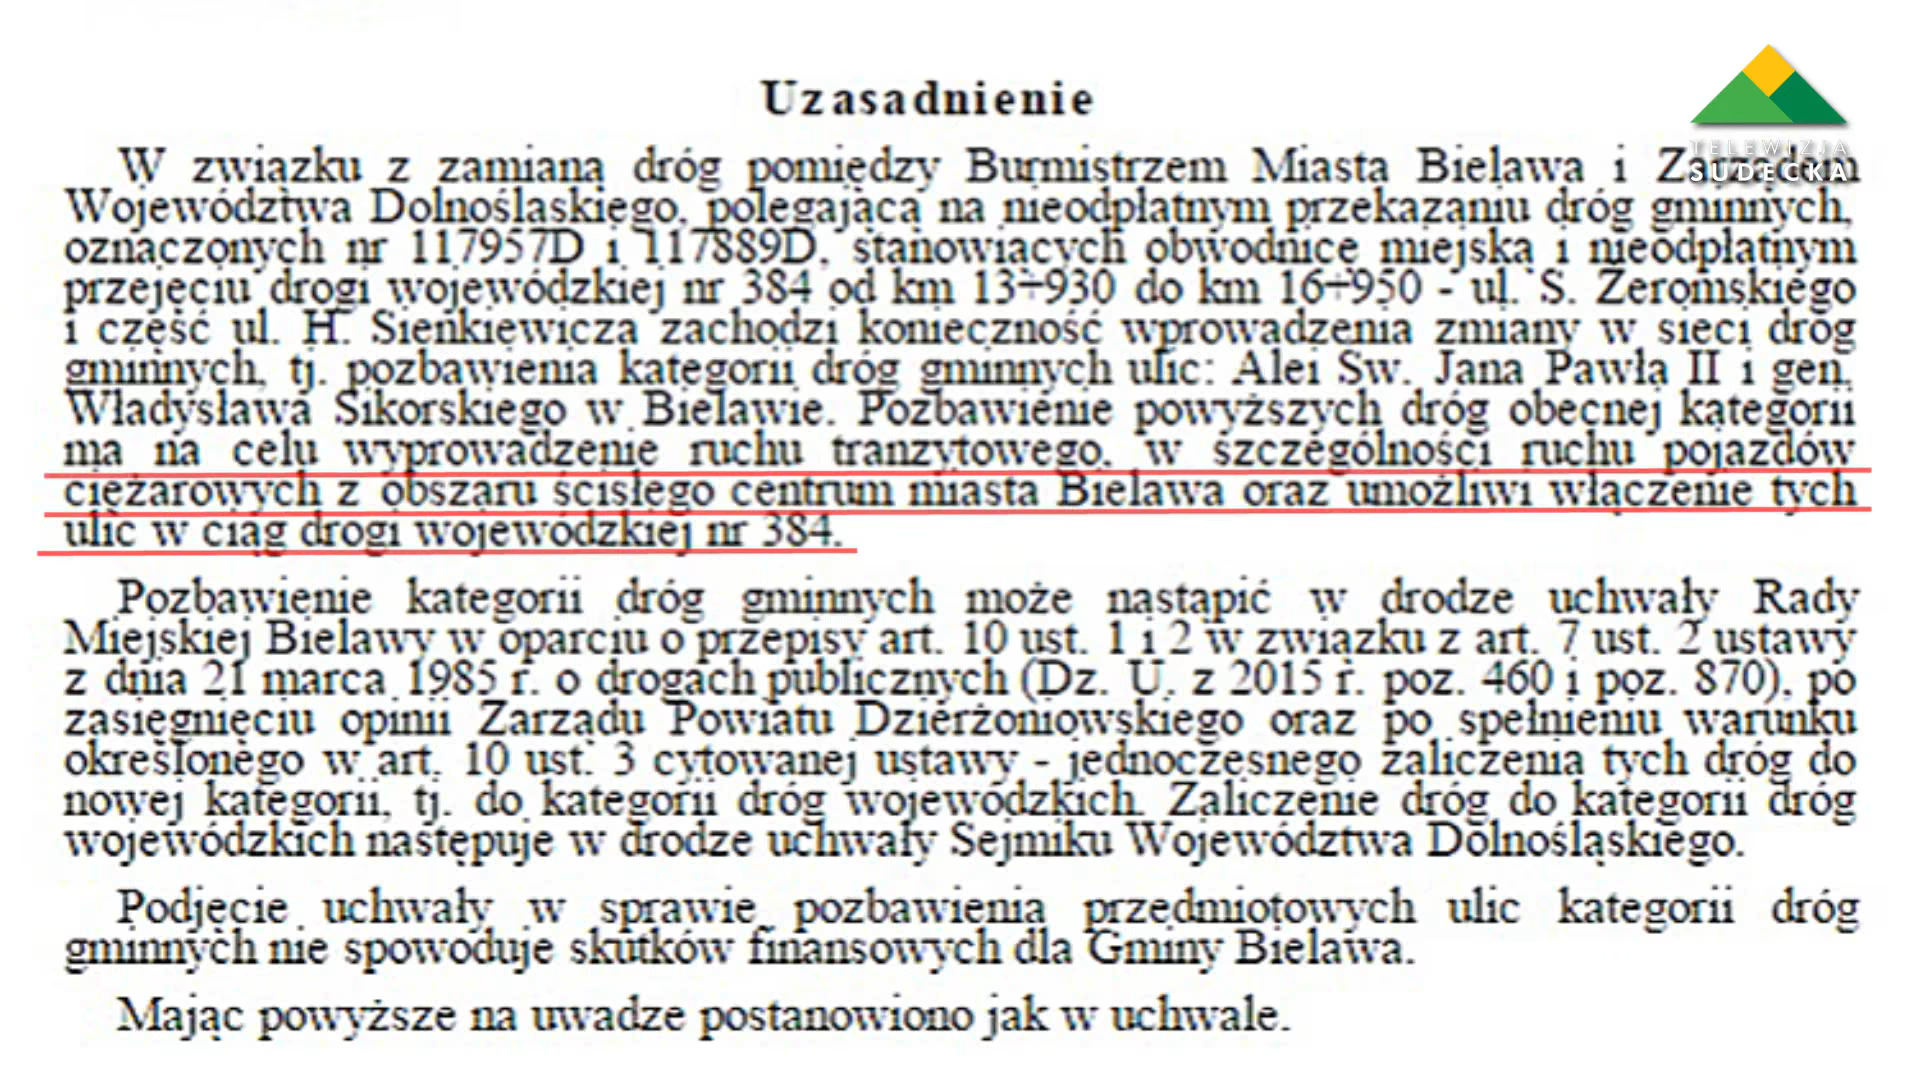 Uzasadnienie
TELEWIZJA
SUDECKA
W związku z zamianą dróg pomiędzy Burmistrzem Miasta Bielawa i Zarządem
Województwa Dolnośląskiego, polegającą na nieodpłatnym przekazaniu dróg gminnych,
oznaczonych nr 117957D i 117889D, stanowiących obwodnicę miejską i nieodpłatnym
przejęciu drogi wojewódzkiej nr 384 od km 13+930 do km 16+950 - ul. S. Żeromskiego
i część ul. H. Sienkiewicza zachodzi konieczność wprowadzenia zmiany w sieci dróg
gminnych, tj. pozbawienia kategorii dróg gminnych ulic: Alei Św. Jana Pawła II i gen.
Władysława Sikorskiego w Bielawie. Pozbawienie powyższych dróg obecnej kategorii
ma na celu wyprowadzenie ruchu tranzytowego, w szczególności ruchu pojazdów
ciężarowych z obszaru ścisłego centrum miasta Bielawa oraz umożliwi włączenie tych
ulic w ciąg drogi wojewódzkiej nr 384.
Pozbawienie kategorii dróg gminnych może nastąpić w drodze uchwały Rady
Miejskiej Bielawy w oparciu o przepisy art. 10 ust. 1 i 2 w związku z art. 7 ust. 2 ustawy
z dnia 21 marca 1985 r. o drogach publicznych (Dz. U. z 2015 r. poz. 460 i poz. 870), po
zasięgnięciu opinii Zarządu Powiatu Dzierżoniowskiego oraz po spełnieniu warunku
określonego w art. 10 ust. 3 cytowanej ustawy - jednoczesnego zaliczenia tych dróg do
nowej kategorii, tj. do kategorii dróg wojewódzkich. Zaliczenie dróg do kategorii dróg
wojewódzkich następuje w drodze uchwały Sejmiku Województwa Dolnośląskiego.
Podjęcie uchwały w sprawie pozbawienia przedmiotowych ulic kategorii dróg
gminnych nie spowoduje skutków finansowych dla Gminy Bielawa.
Mając powyższe na uwadze postanowiono jak w uchwale.